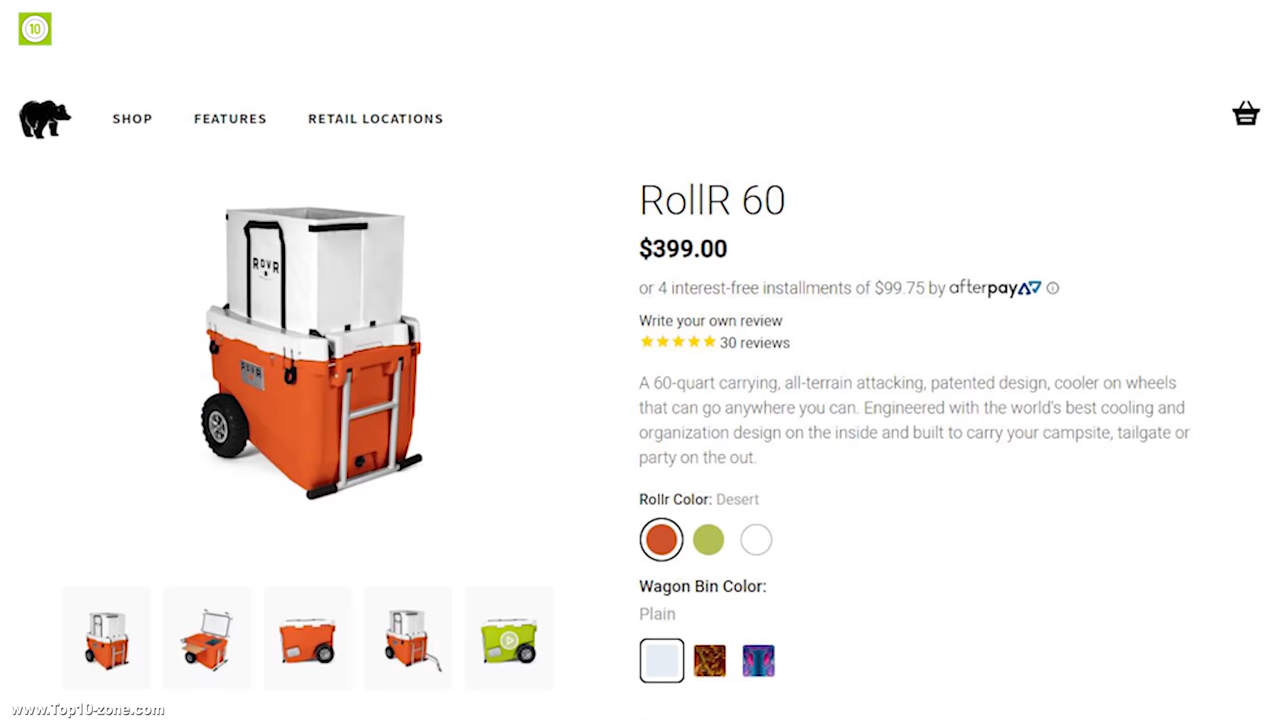 10
SHOP FEATURES RETAIL LOCATIONS
RollR 60
$399.00
or 4 interest-free installments of $99.75 by afterpay
Write your own review
30 reviews
A 60-quart carrying, all-terrain attacking, patented design, cooler on wheels
that can go anywhere you can. Engineered with the world's best cooling and
organization design on the inside and built to carry your campsite, tailgate or
party on the out.
Rollr Color: Desert
Wagon Bin Color:
Plain
ROVR
ROVR
www.Top10-zone.com